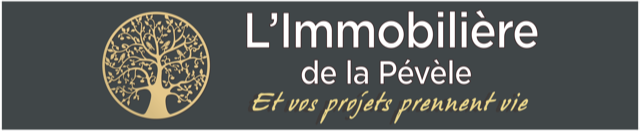 L'Immobilière
de la Pévèle
Et vos projets prennent vie